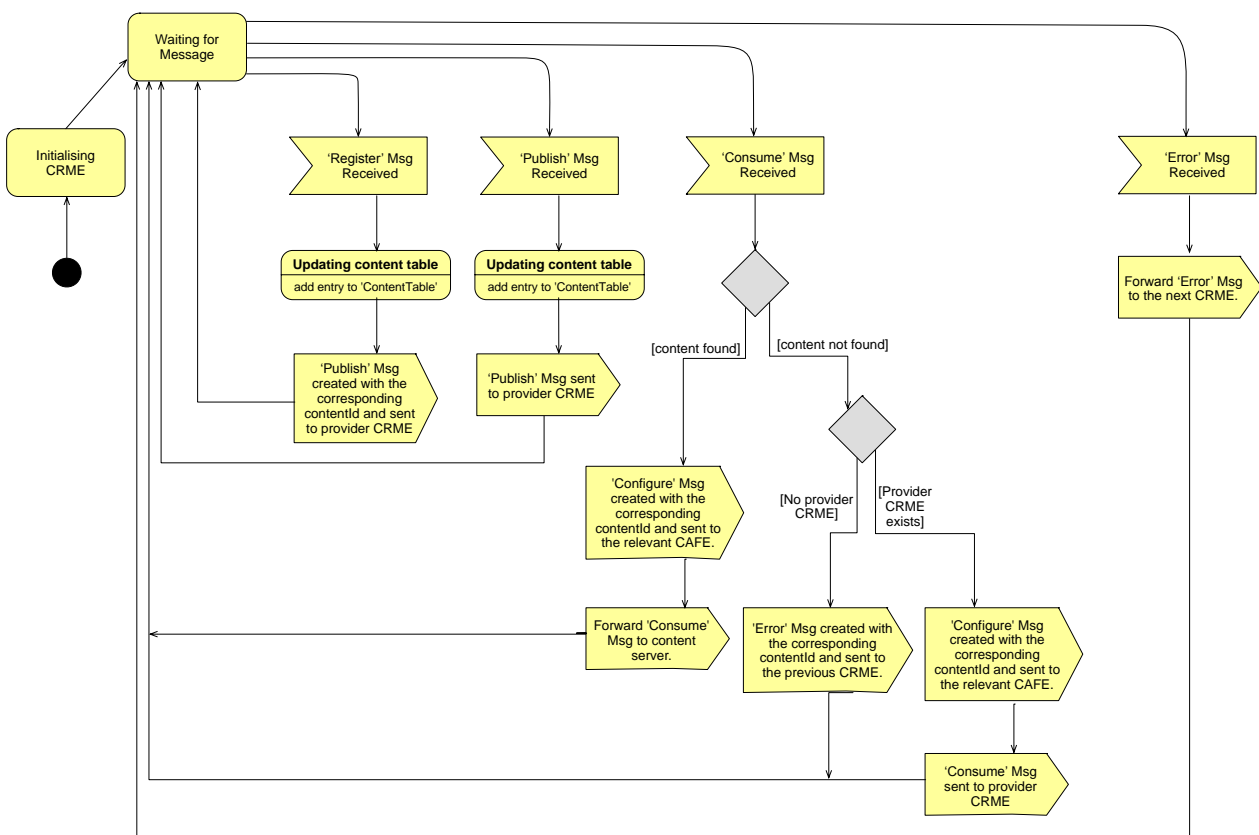 Waiting for
Message
Initialising
CRME
‘Register’ Msg
Received
‘Publish’ Msg
Received
‘Consume’ Msg
Received
‘Error’ Msg
Received
Updating content table
add entry to 'ContentTable'
Updating content table
add entry to 'ContentTable'
Forward ‘Error’ Msg
to the next CRME.
[content found]
[content not found]
‘Publish’ Msg
created with the
corresponding
contentId and sent
to provider CRME
‘Publish’ Msg sent
to provider CRME
'Configure' Msg
created with the
corresponding
contentId and sent to
the relevant CAFE.
[No provider
CRME]
[Provider
CRME
exists]
Forward 'Consume'
Msg to content
server.
'Error' Msg created with
the corresponding
contentId and sent to
the previous CRME.
'Configure' Msg
created with the
corresponding
contentId and sent to
the relevant CAFE.
‘Consume’ Msg
sent to provider
CRME